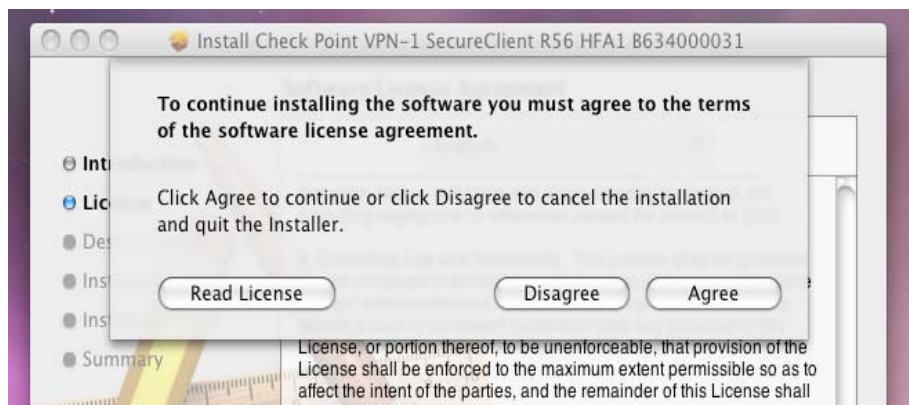 Install Check Point VPN-1 SecureClient R56 HFA1 B634000031
To continue installing the software you must agree to the terms
of the software license agreement.
Click Agree to continue or click Disagree to cancel the installation
and quit the Installer.
Read License
Disagree
Agree
Summary
License, or portion thereof, to be unenforceable, that provision of the
License shall be enforced to the maximum extent permissible so as to
affect the intent of the parties, and the remainder of this License shall